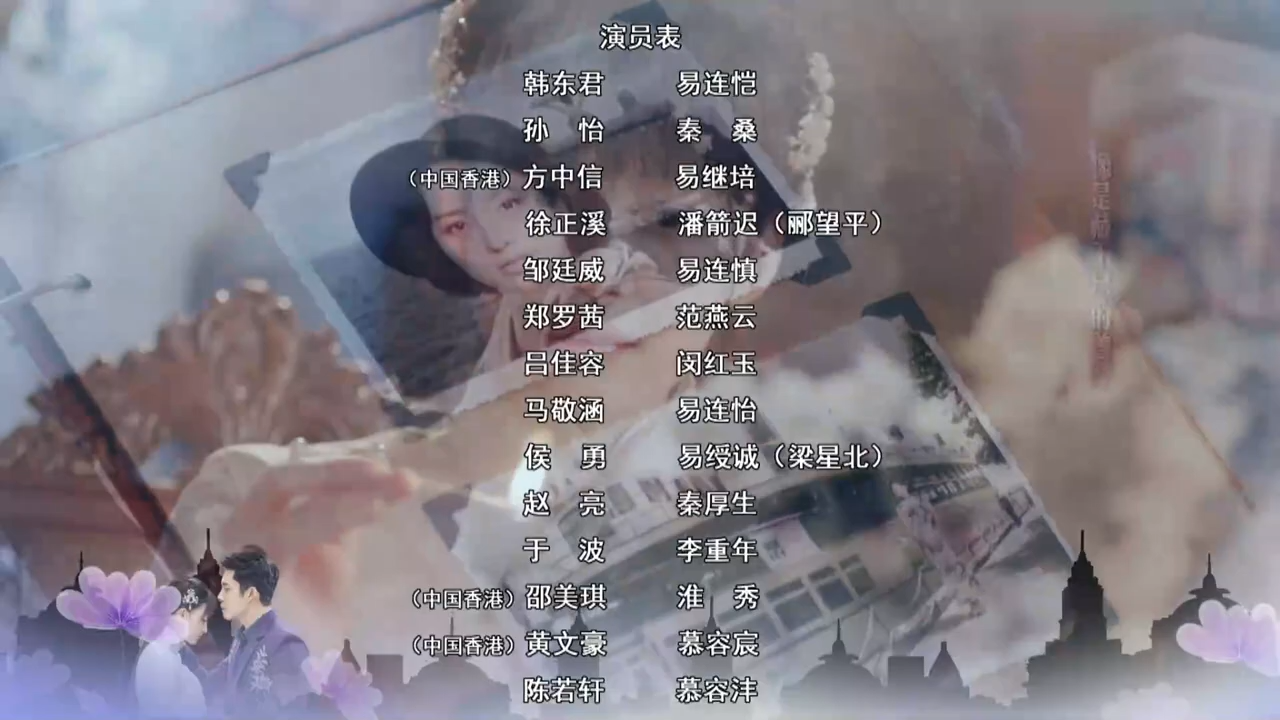 演员表
韩东君 易连恺
孙 怡 秦 桑
（中国香港）方中信 易继培
徐正溪 潘箭迟（郦望平）
邹廷威 易连慎
郑罗茜 范燕云
吕佳容 闵红玉
马敬涵 易连怡
侯 勇 易绶诚（梁星北）
赵 亮 秦厚生
于 波 李重年
（中国香港）邵美琪 淮 秀
（中国香港）黄文豪 慕容宸
陈若轩 慕容沣